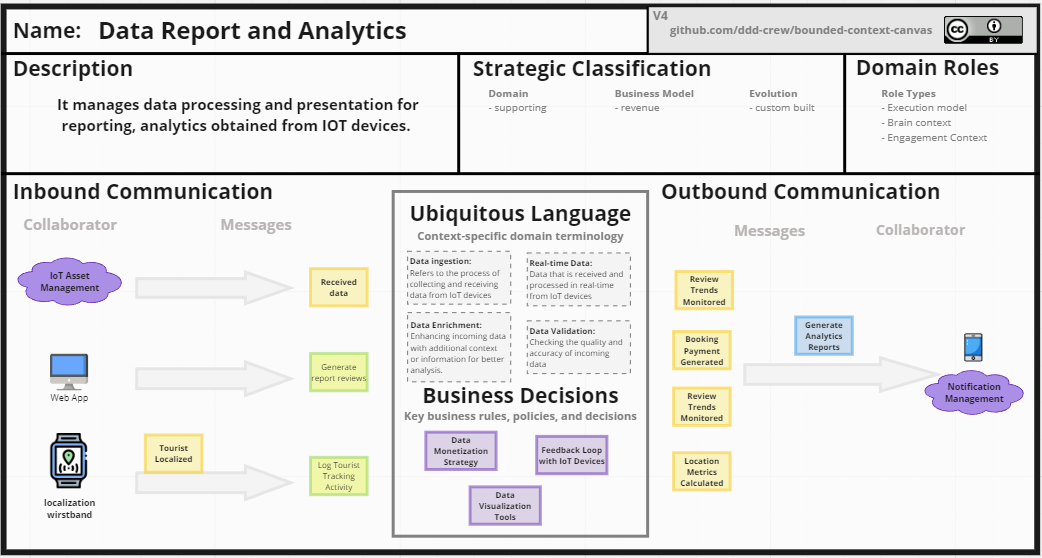 Name: Data Report and Analytics
V4
github.com/ddd-crew/bounded-context-canvas
cc
BY
Description
It manages data processing and presentation for
reporting, analytics obtained from IOT devices.
Strategic Classification
Domain
- supporting
Business Model
- revenue
Evolution
- custom built
Domain Roles
Role Types
- Execution model
- Brain context
- Engagement Context
Inbound Communication
Collaborator
Messages
IoT Asset
Management
Received
data
Web App
Generate
report reviews
localization
wirstband
Tourist
Localized
Log Tourist
Tracking
Activity
Ubiquitous Language
Context-specific domain terminology
Data ingestion:
Refers to the process of
collecting and receiving
data from IoT devices
Real-time Data:
Data that is received and
processed in real-time
from IoT devices
Data Enrichment:
Enhancing incoming data
with additional context
or information for better
analysis.
Data Validation:
Checking the quality and
accuracy of incoming
data
Business Decisions
Key business rules, policies, and decisions
Data
Monetization
Strategy
Feedback Loop
with IoT Devices
Data
Visualization
Tools
Outbound Communication
Messages
Collaborator
Review
Trends
Monitored
Booking
Payment
Generated
Review
Trends
Monitored
Location
Metrics
Calculated
Generate
Analytics
Reports
Notification
Management